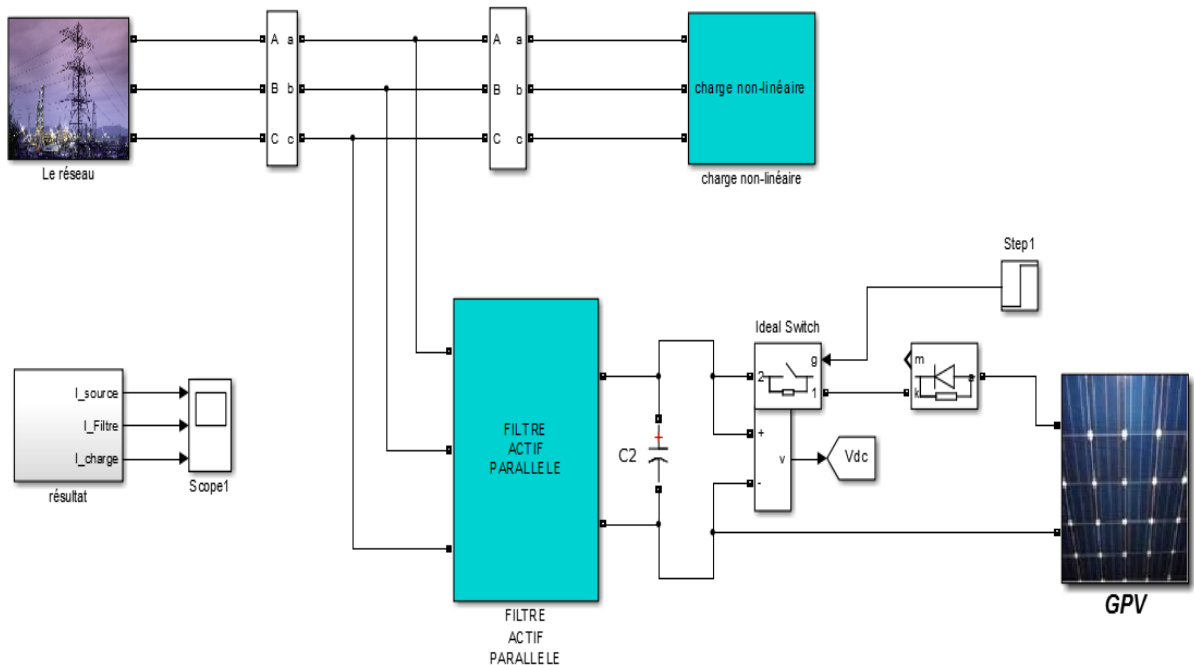 A a
B b
C c
A a
B b
C c
charge non-linéaire
Le réseau
charge non-linéaire
Step1
Ideal Switch
g
2
1
m
k a
I_source
I_Filtre
I_charge
résultat
Scope1
FILTRE
ACTIF
PARALLELE
+
C2
+
v
-
Vdc
GPV
FILTRE
ACTIF
PARALLELE